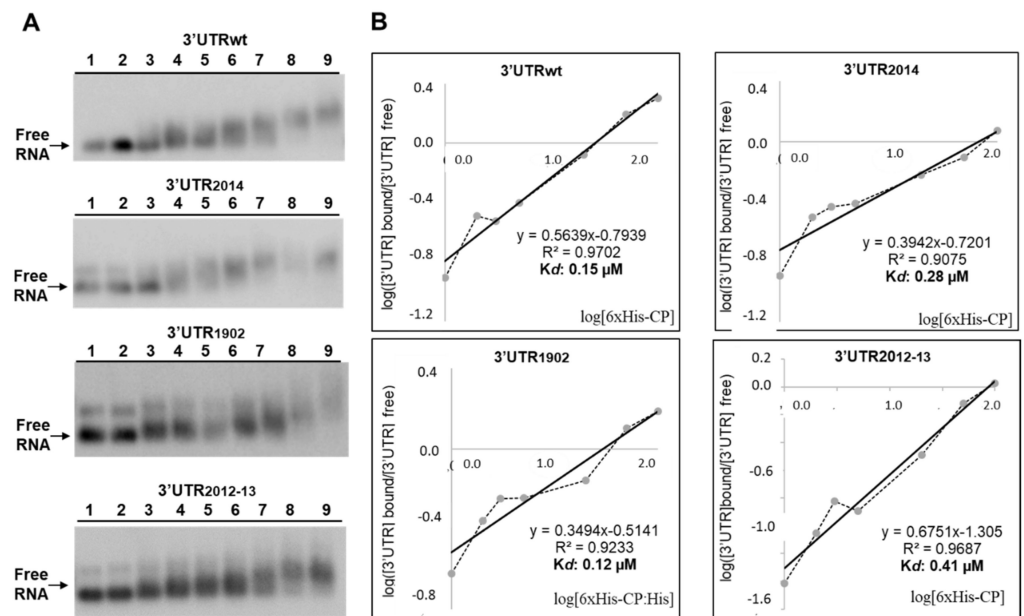 A
3'UTRwt
1 2 3 4 5 6 7 8 9
Free
RNA
3'UTR2014
1 2 3 4 5 6 7 8 9
Free
RNA
3'UTR1902
1 2 3 4 5 6 7 8 9
Free
RNA
3'UTR2012-13
1 2 3 4 5 6 7 8 9
Free
RNA
B
3'UTRwt
log([3'UTR] bound/[3'UTR] free)
0.4
0.0
-0.4
-0.8
-1.2
0.0 1.0 2.0
y = 0.5639x-0.7939
R² = 0.9702
Kd: 0.15 µM
log[6xHis-CP]
3'UTR2014
log([3'UTR] bound/[3'UTR] free)
0.4
0.0
-0.4
-0.8
-1.2
0.0 1.0 2.0
y = 0.3942x-0.7201
R² = 0.9075
Kd: 0.28 µM
log[6xHis-CP]
3'UTR1902
log([3'UTR] bound/[3'UTR] free)
0.4
0.0
-0.4
-0.8
0.0 1.0 2.0
y = 0.3494x-0.5141
R² = 0.9233
Kd: 0.12 µM
log[6xHis-CP:His]
3'UTR2012-13
log([3'UTR]bound/[3'UTR] free)
0.2
0.0
-0.6
-1.0
-1.6
0.0 1.0 2.0
y = 0.6751x-1.305
R² = 0.9687
Kd: 0.41 µM
log[6xHis-CP]